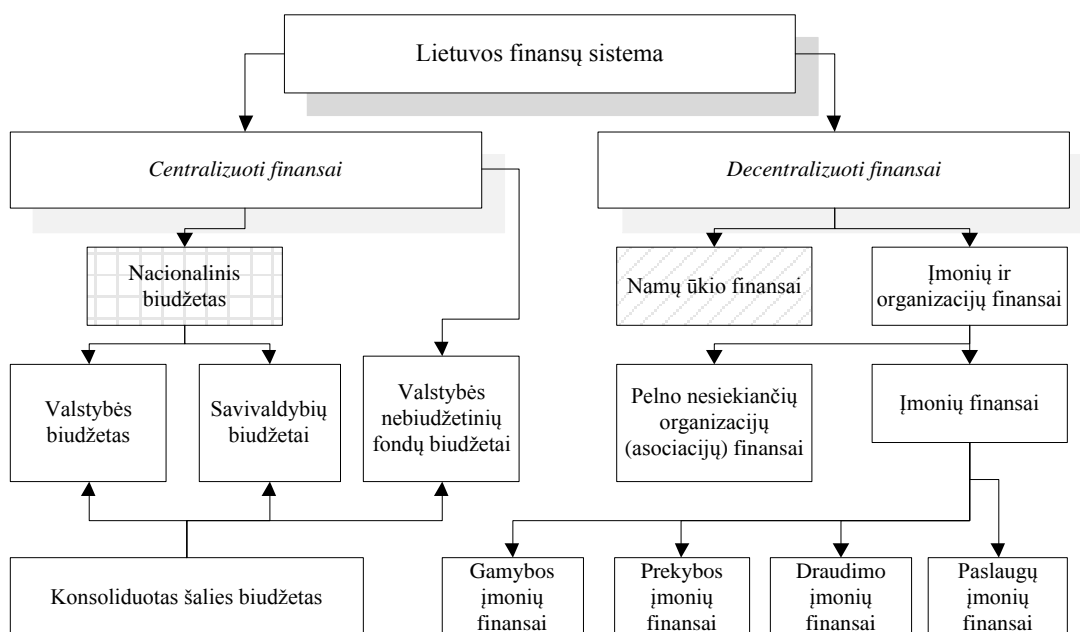 Lietuvos finansų sistema
Centralizuoti finansai
Decentralizuoti finansai
Nacionalinis
biudžetas
Namų ūkio finansai
Įmonių ir
organizacijų finansai
Valstybės
biudžetas
Savivaldybių
biudžetai
Valstybės
nebiudžetinių
fondų biudžetai
Pelno nesiekiančių
organizacijų
(asociacijų) finansai
Įmonių finansai
Konsoliduotas šalies biudžetas
Gamybos
įmonių
finansai
Prekybos
įmonių
finansai
Draudimo
įmonių
finansai
Paslaugų
įmonių
finansai